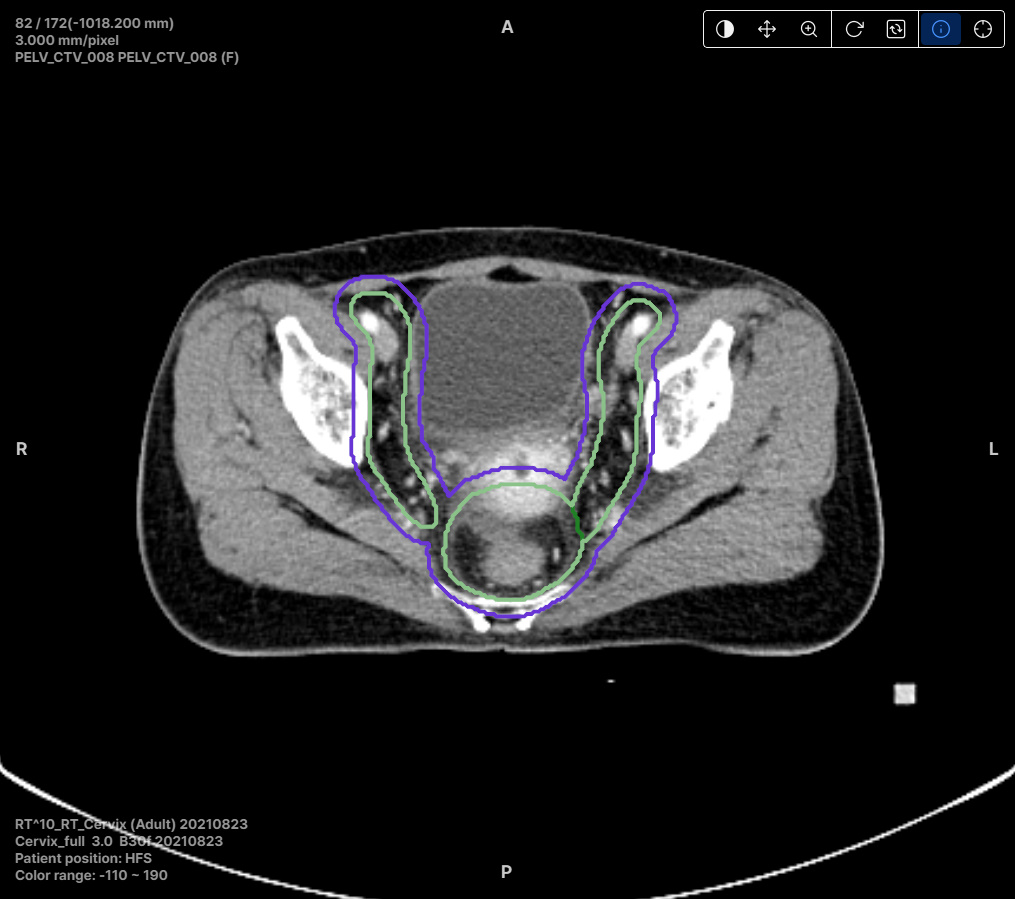 82 / 172(-1018.200 mm)
3.000 mm/pixel
PELV_CTV_008 PELV_CTV_008 (F)
A
R
L
RT^10_RT_Cervix (Adult) 20210823
Cervix_full  3.0  B30f 20210823
Patient position: HFS
Color range: -110 ~ 190
P